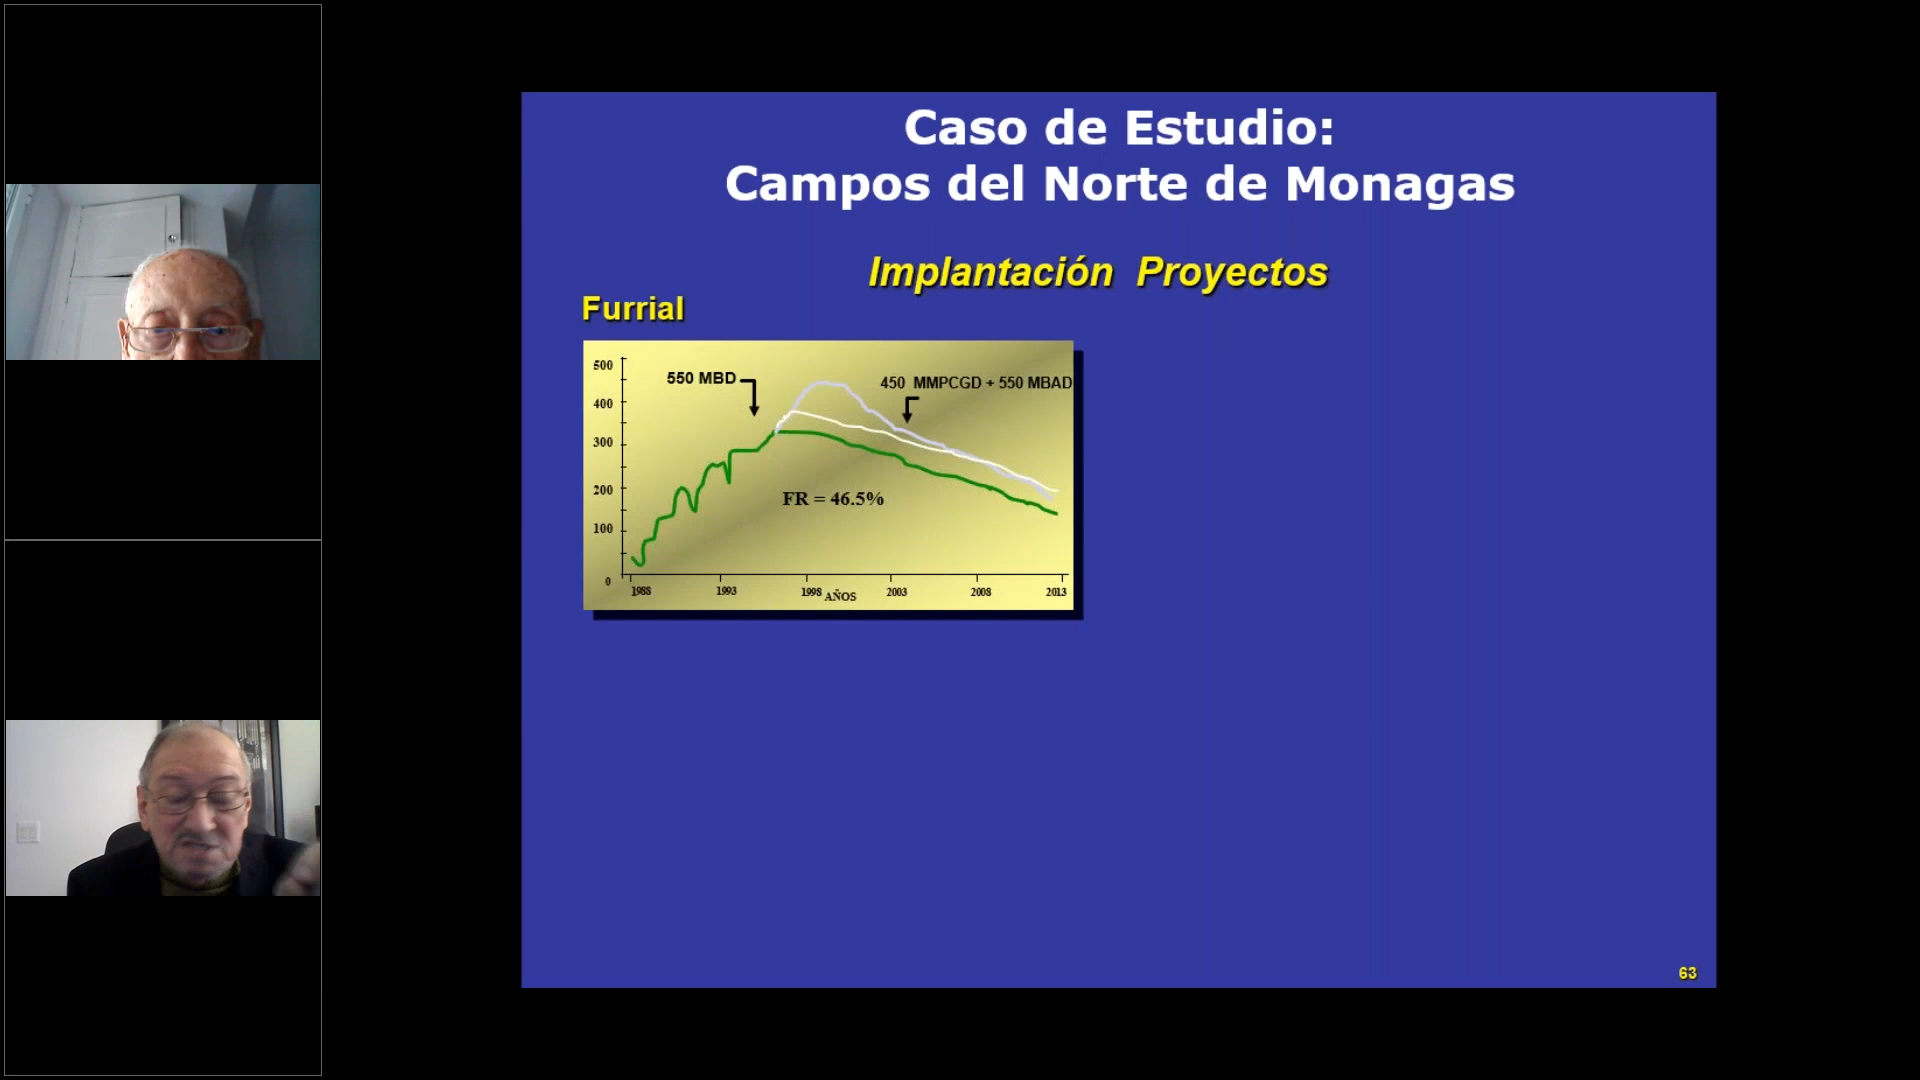 Caso de Estudio:
Campos del Norte de Monagas
Implantación Proyectos
Furrial
500
400
300
200
100
0
550 MBD
450 MMPCGD + 550 MBAD
FR = 46.5%
1988 1993 1998 2003 2008 2013
AÑOS
63